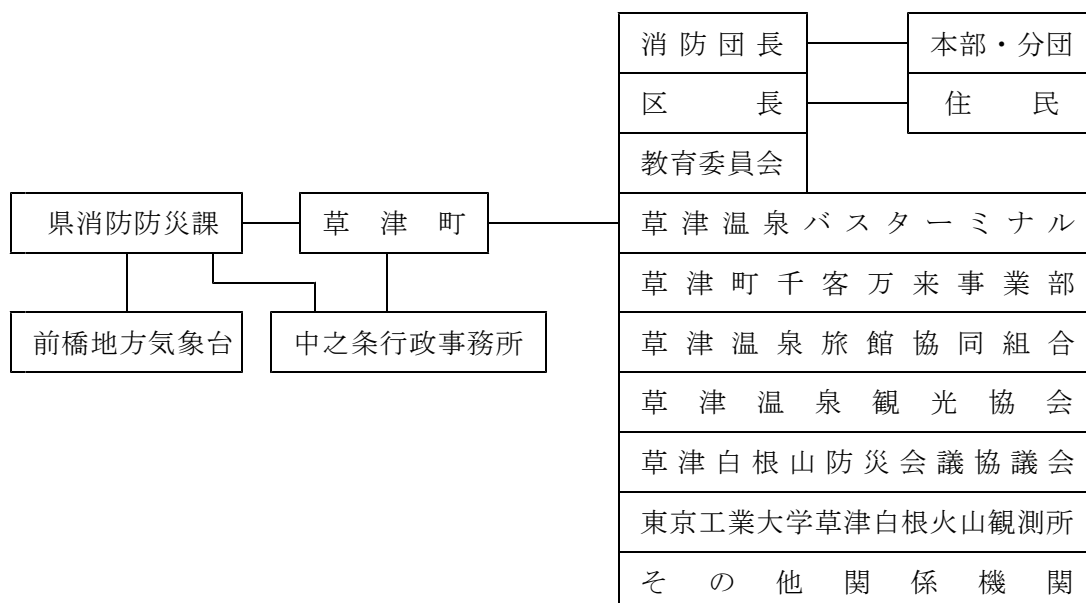 消防団長
本部・分団
区長
住民
教育委員会
県消防防災課
草津町
草津温泉バスターミナル
草津町千客万来事業部
前橋地方気象台
中之条行政事務所
草津温泉旅館協同組合
草津温泉観光協会
草津白根山防災会議協議会
東京工業大学草津白根火山観測所
その他関係機関